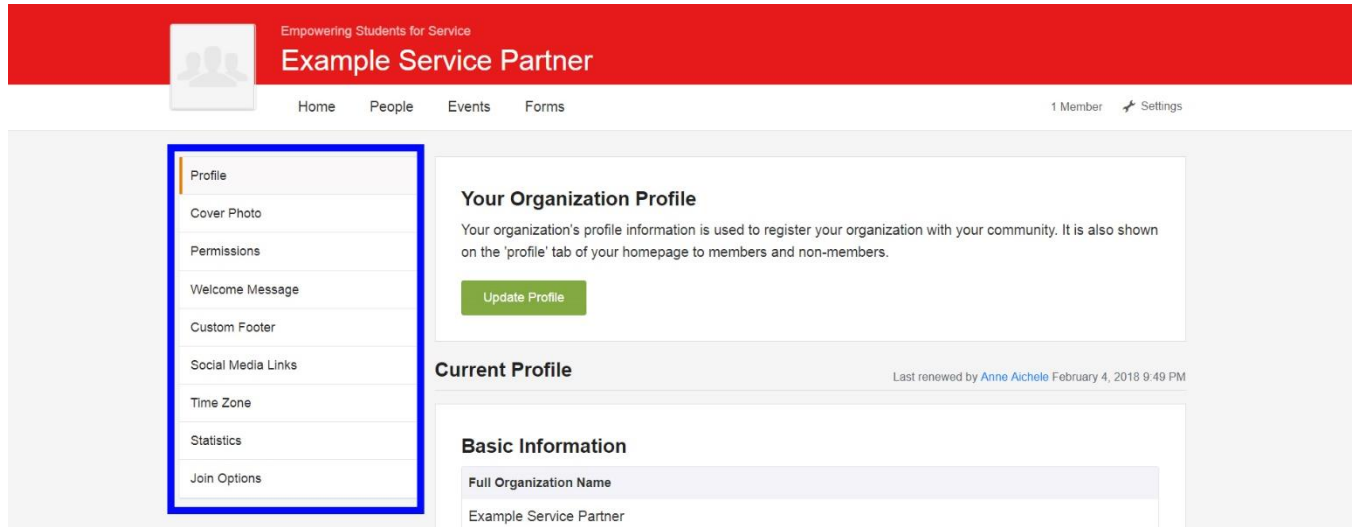 Empowering Students for Service
Example Service Partner
Home People Events Forms
1 Member Settings
Profile
Cover Photo
Permissions
Welcome Message
Custom Footer
Social Media Links
Time Zone
Statistics
Join Options
Your Organization Profile
Your organization's profile information is used to register your organization with your community. It is also shown
on the 'profile' tab of your homepage to members and non-members.
Update Profile
Current Profile
Last renewed by Anne Aichele February 4, 2018 9:49 PM
Basic Information
Full Organization Name
Example Service Partner